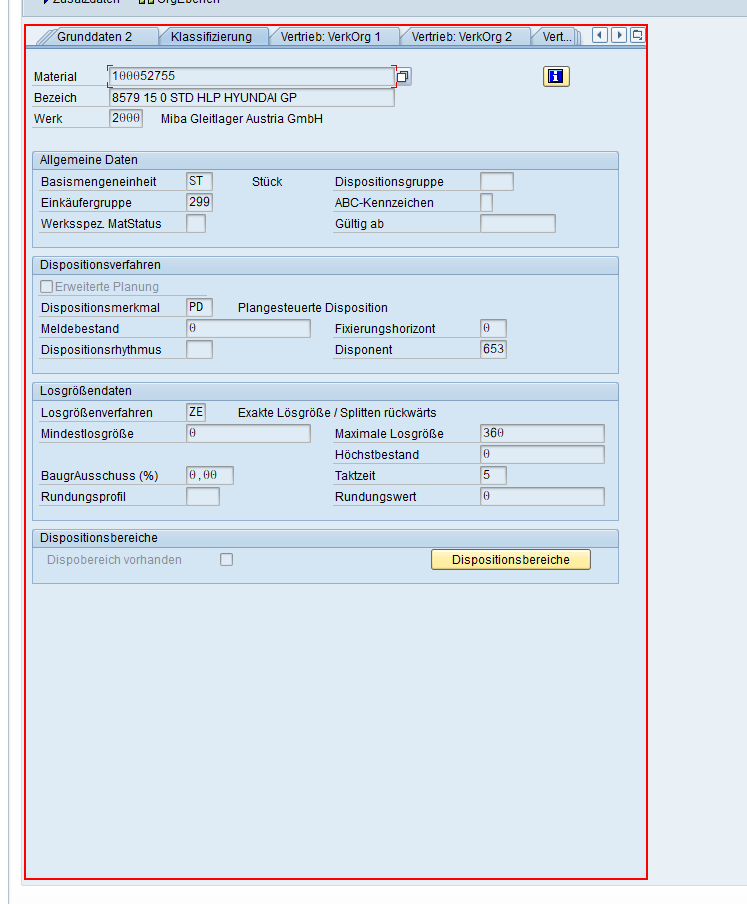 Zusatzdaten OrgEbenen
Grunddaten 2 Klassifizierung Vertrieb: VerkOrg 1 Vertrieb: VerkOrg 2 Vert...
Material 100052755
Bezeich 8579 15 0 STD HLP HYUNDAI GP
Werk 2000 Miba Gleitlager Austria GmbH
Allgemeine Daten
Basismengeneinheit ST Stück Dispositionsgruppe
Einkäufergruppe 299 ABC-Kennzeichen
Werksspez. MatStatus Gültig ab
Dispositionsverfahren
Erweiterte Planung
Dispositionsmerkmal PD Plangesteuerte Disposition
Meldebestand 0 Fixierungshorizont 0
Dispositionsrhythmus Disponent 653
Losgrößendaten
Losgrößenverfahren ZE Exakte Lösgröße / Splitten rückwärts
Mindestlosgröße 0 Maximale Losgröße 360
Höchstbestand 0
BaugrAusschuss (%) 0,00 Taktzeit 5
Rundungsprofil Rundungswert 0
Dispositionsbereiche
Dispobereich vorhanden Dispositionsbereiche